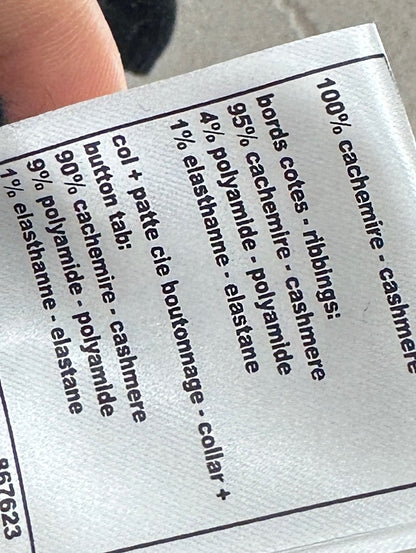 100% cachemire - cashmere
bords cotes - ribbings:
95% cachemire - cashmere
4% polyamide - polyamide
1% elasthanne - elastane
col + patte cie boutonnage - collar +
button tab:
90% cachemire - cashmere
9% polyamide - polyamide
1% elasthanne - elastane
867623